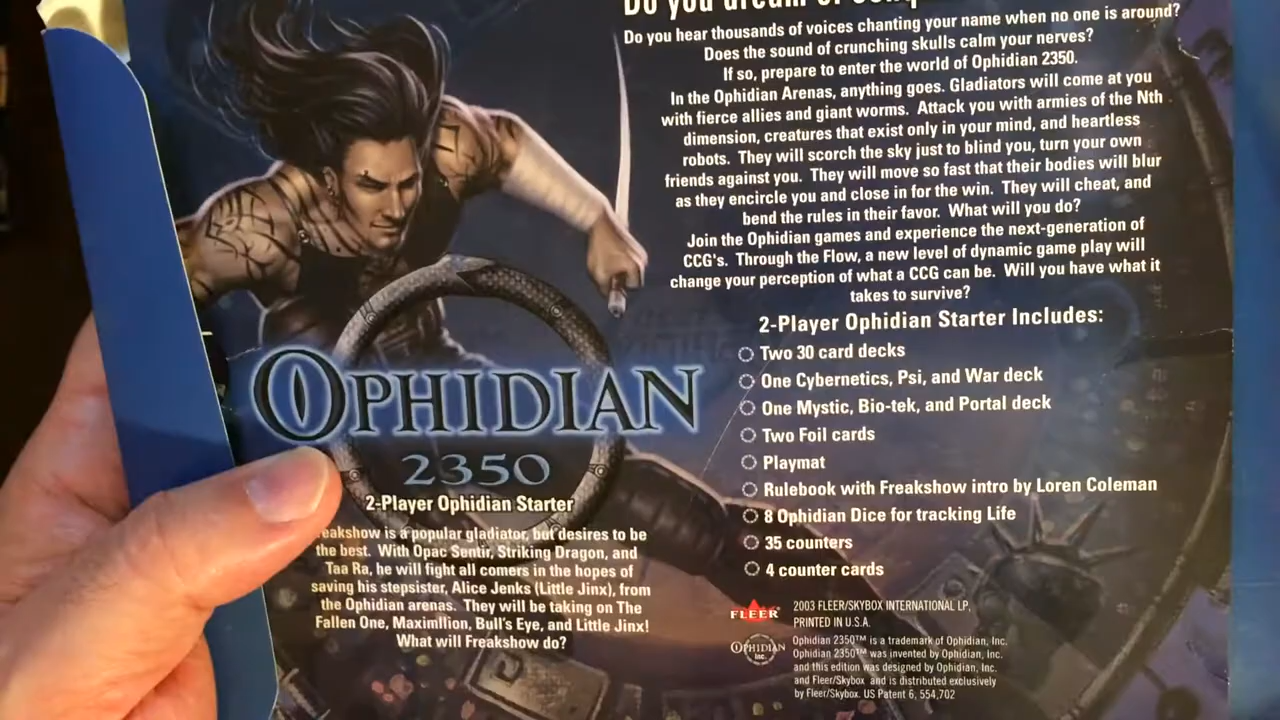 Do you dream of
Do you hear thousands of voices chanting your name when no one is around?
Does the sound of crunching skulls calm your nerves?
If so, prepare to enter the world of Ophidian 2350.
In the Ophidian Arenas, anything goes. Gladiators will come at you
with fierce allies and giant worms. Attack you with armies of the Nth
dimension, creatures that exist only in your mind, and heartless
robots. They will scorch the sky just to blind you, turn your own
friends against you. They will move so fast that their bodies will blur
as they encircle you and close in for the win. They will cheat, and
bend the rules in their favor. What will you do?
Join the Ophidian games and experience the next-generation of
CCG's. Through the Flow, a new level of dynamic game play will
change your perception of what a CCG can be. Will you have what it
takes to survive?
2-Player Ophidian Starter Includes:
Two 30 card decks
One Cybernetics, Psi, and War deck
One Mystic, Bio-tek, and Portal deck
Two Foil cards
Playmat
Rulebook with Freakshow intro by Loren Coleman
8 Ophidian Dice for tracking Life
35 counters
4 counter cards
OPHIDIAN
2350
2-Player Ophidian Starter
eakshow is a popular gladiator, but desires to be
the best. With Opac Sentir, Striking Dragon, and
Taa Ra, he will fight all comers in the hopes of
saving his stepsister, Alice Jenks (Little Jinx), from
the Ophidian arenas. They will be taking on The
Fallen One, Maximllion, Bull's Eye, and Little Jinx!
What will Freakshow do?
FLEER
2003 FLEER/SKYBOX INTERNATIONAL LP,
PRINTED IN U.S.A.
OPHIDIAN
Inc.
Ophidian 2350™ is a trademark of Ophidian, Inc.
Ophidian 2350™ was invented by Ophidian, Inc.
and this edition was designed by Ophidian, Inc.
and Fleer/Skybox and is distributed exclusively
by Fleer/Skybox. US Patent 6, 554,702